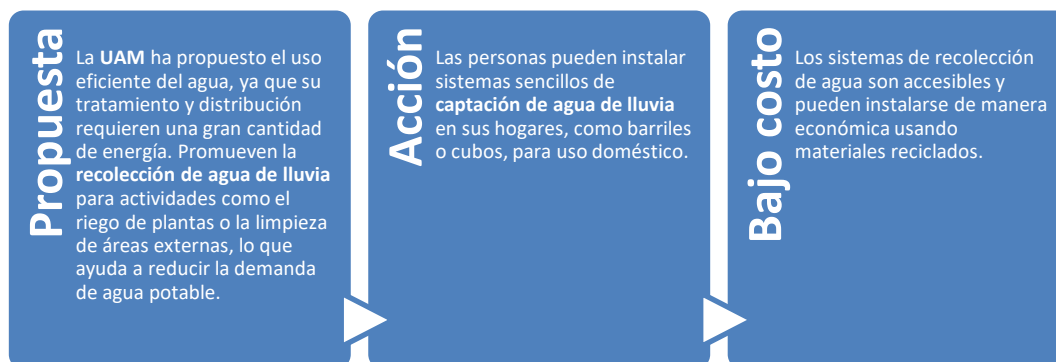 Propuesta
La UAM ha propuesto el uso
eficiente del agua, ya que su
tratamiento y distribución
requieren una gran cantidad
de energía. Promueven la
recolección de agua de lluvia
para actividades como el
riego de plantas o la limpieza
de áreas externas, lo que
ayuda a reducir la demanda
de agua potable.
Acción
Las personas pueden instalar
sistemas sencillos de
captación de agua de lluvia
en sus hogares, como barriles
o cubos, para uso doméstico.
Bajo costo
Los sistemas de recolección
de agua son accesibles y
pueden instalarse de manera
económica usando
materiales reciclados.